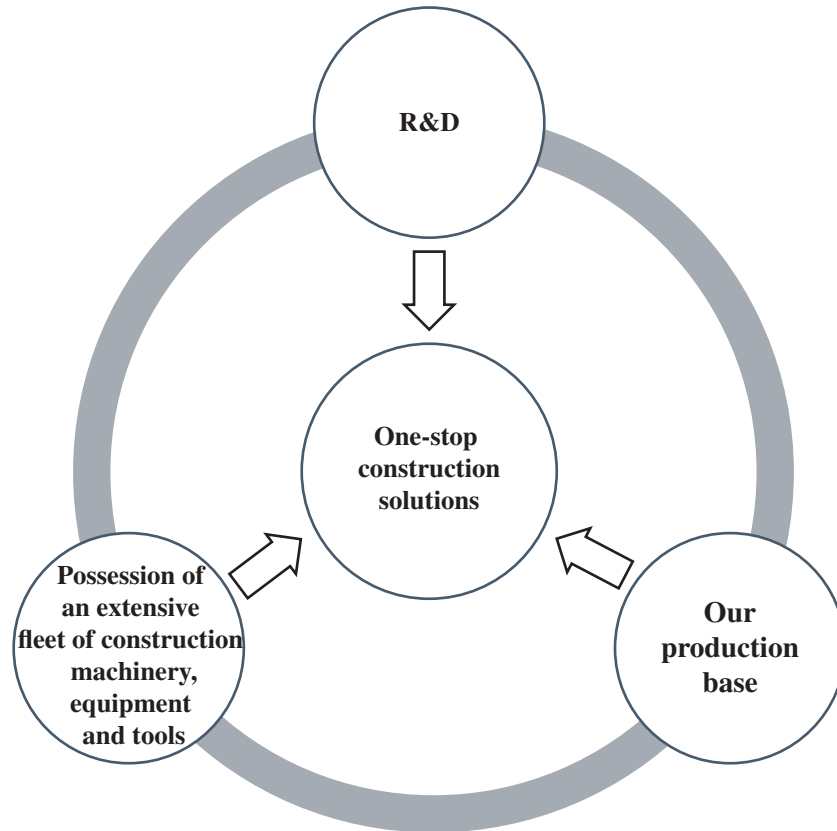 R&D
One-stop
construction
solutions
Possession of
an extensive
fleet of construction
machinery,
equipment
and tools
Our
production
base